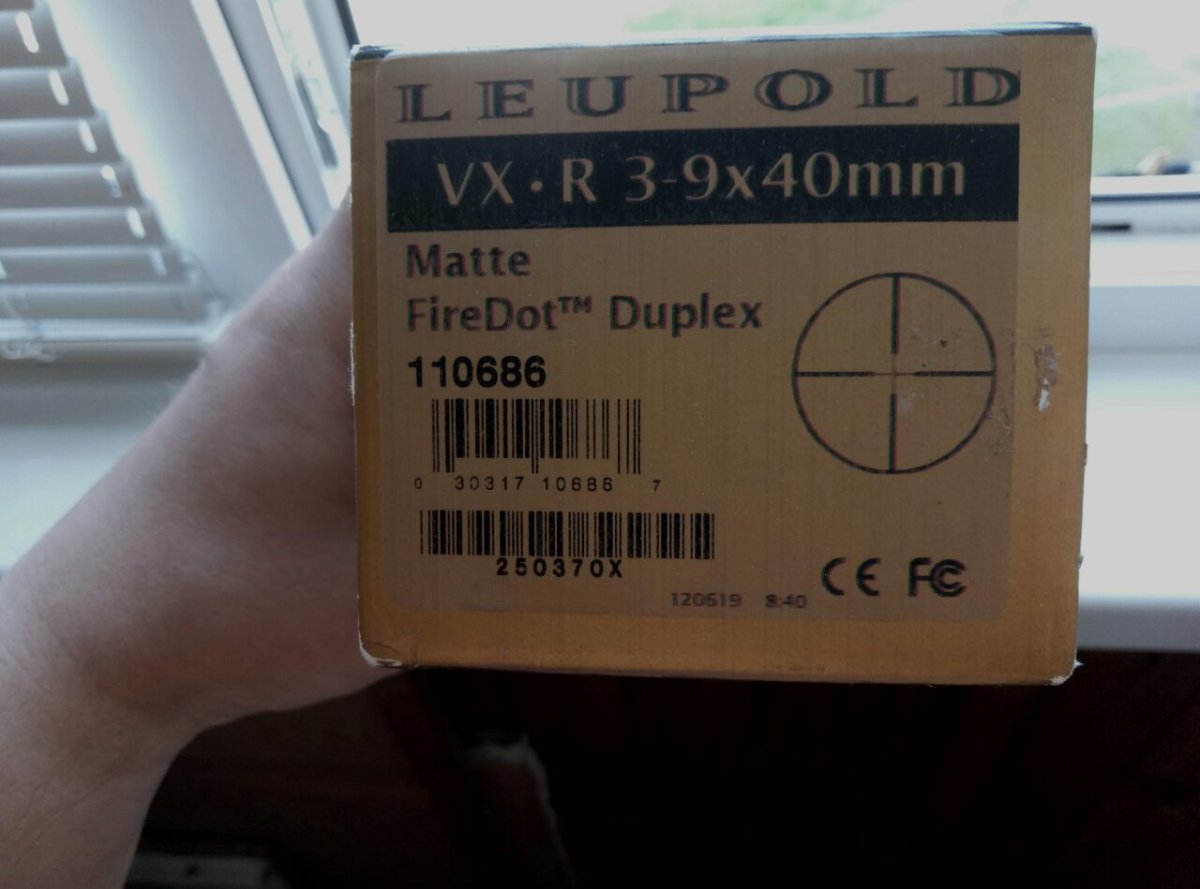 LEUPOLD
VX·R 3-9x40mm
Matte
FireDot™ Duplex
110686
0 30317 10686 7
250370X
120619 8:40
CE FC